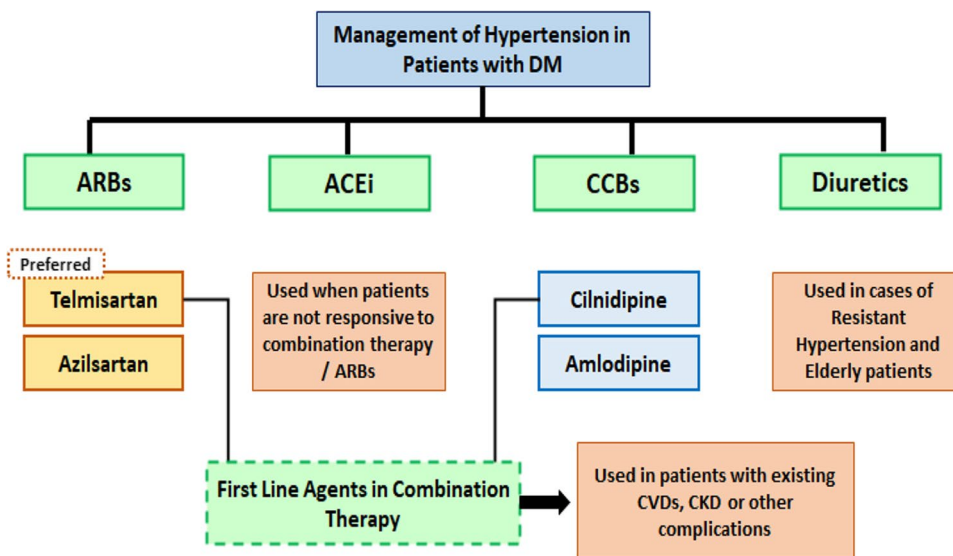 Management of Hypertension in
Patients with DM
ARBs
ACEi
CCBs
Diuretics
Preferred
Telmisartan
Azilsartan
Used when patients
are not responsive to
combination therapy
/ ARBs
Cilnidipine
Amlodipine
Used in cases of
Resistant
Hypertension and
Elderly patients
First Line Agents in Combination
Therapy
Used in patients with existing
CVDs, CKD or other
complications